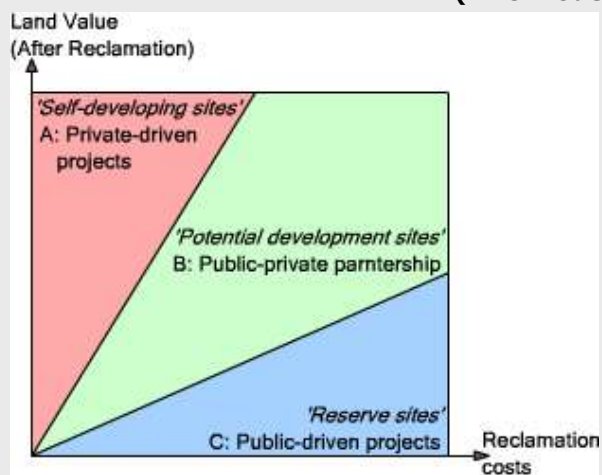 Land Value
(After Reclamation)
'Self-developing sites'
A: Private-driven
projects
'Potential development sites'
B: Public-private parntership
'Reserve sites'
C: Public-driven projects
Reclamation
costs